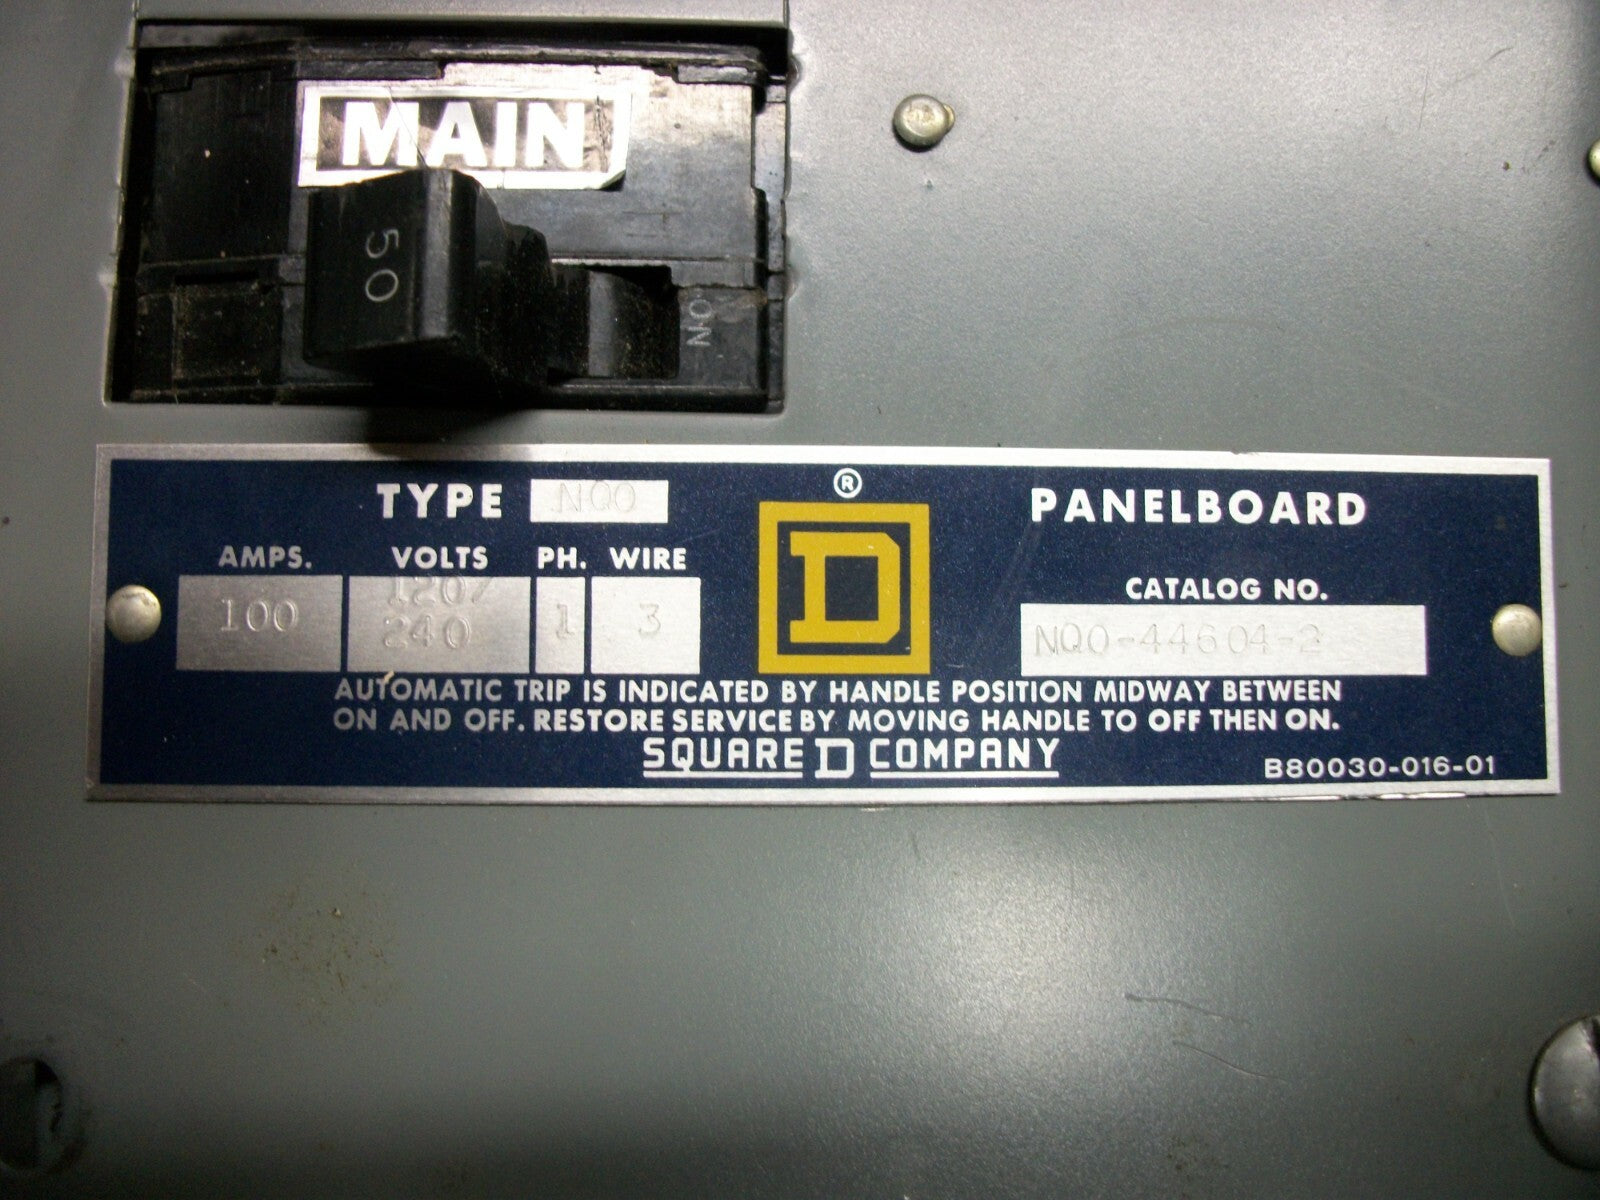 MAIN
50
ON
TYPE NQO
®
PANELBOARD
AMPS. VOLTS PH. WIRE
100 120/ 240 1 3
D
CATALOG NO.
NQO-44604-2
AUTOMATIC TRIP IS INDICATED BY HANDLE POSITION MIDWAY BETWEEN
ON AND OFF. RESTORE SERVICE BY MOVING HANDLE TO OFF THEN ON.
SQUARE D COMPANY
B80030-016-01